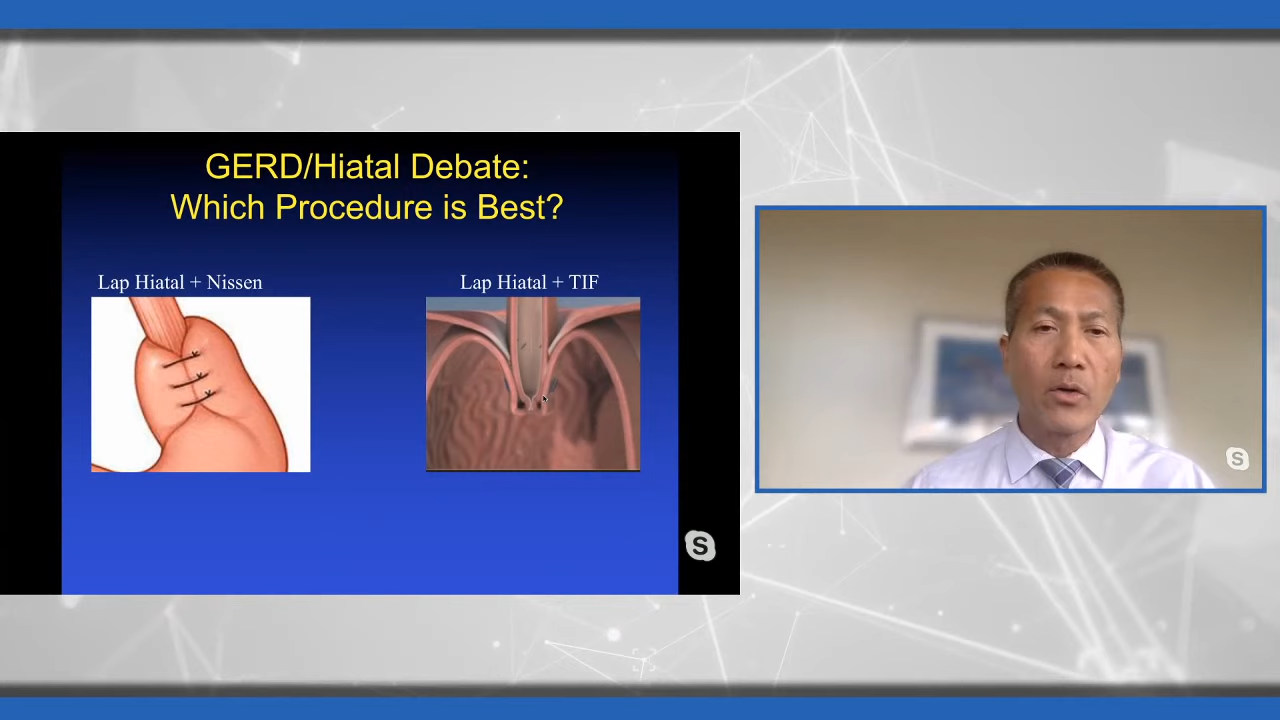 GERD/Hiatal Debate:
Which Procedure is Best?
Lap Hiatal + Nissen
Lap Hiatal + TIF
S
S